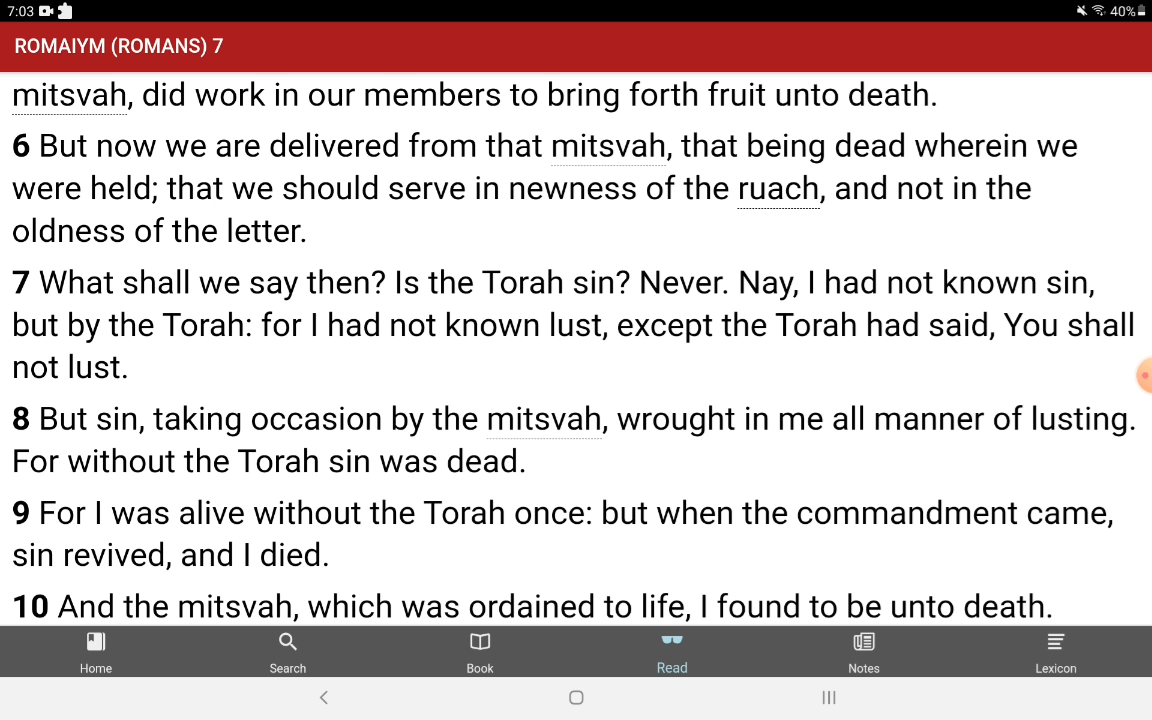 7:03
40%
ROMAIYM (ROMANS) 7
mitsvah, did work in our members to bring forth fruit unto death.
6 But now we are delivered from that mitsvah, that being dead wherein we
were held; that we should serve in newness of the ruach, and not in the
oldness of the letter.
7 What shall we say then? Is the Torah sin? Never. Nay, I had not known sin,
but by the Torah: for I had not known lust, except the Torah had said, You shall
not lust.
8 But sin, taking occasion by the mitsvah, wrought in me all manner of lusting.
For without the Torah sin was dead.
9 For I was alive without the Torah once: but when the commandment came,
sin revived, and I died.
10 And the mitsvah, which was ordained to life, I found to be unto death.
Home Search Book Read Notes Lexicon